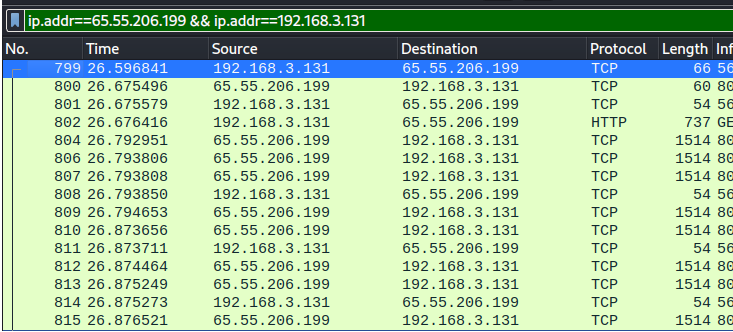 ip.addr==65.55.206.199 && ip.addr==192.168.3.131
No. Time Source Destination Protocol Length Inf
799 26.596841 192.168.3.131 65.55.206.199 TCP 66 56
800 26.675496 65.55.206.199 192.168.3.131 TCP 60 80
801 26.675579 192.168.3.131 65.55.206.199 TCP 54 56
802 26.676416 192.168.3.131 65.55.206.199 HTTP 737 GE
804 26.792951 65.55.206.199 192.168.3.131 TCP 1514 80
806 26.793806 65.55.206.199 192.168.3.131 TCP 1514 80
807 26.793808 65.55.206.199 192.168.3.131 TCP 1514 80
808 26.793850 192.168.3.131 65.55.206.199 TCP 54 56
809 26.794653 65.55.206.199 192.168.3.131 TCP 1514 80
810 26.873656 65.55.206.199 192.168.3.131 TCP 1514 80
811 26.873711 192.168.3.131 65.55.206.199 TCP 54 56
812 26.874464 65.55.206.199 192.168.3.131 TCP 1514 80
813 26.875249 65.55.206.199 192.168.3.131 TCP 1514 80
814 26.875273 192.168.3.131 65.55.206.199 TCP 54 56
815 26.876521 65.55.206.199 192.168.3.131 TCP 1514 80